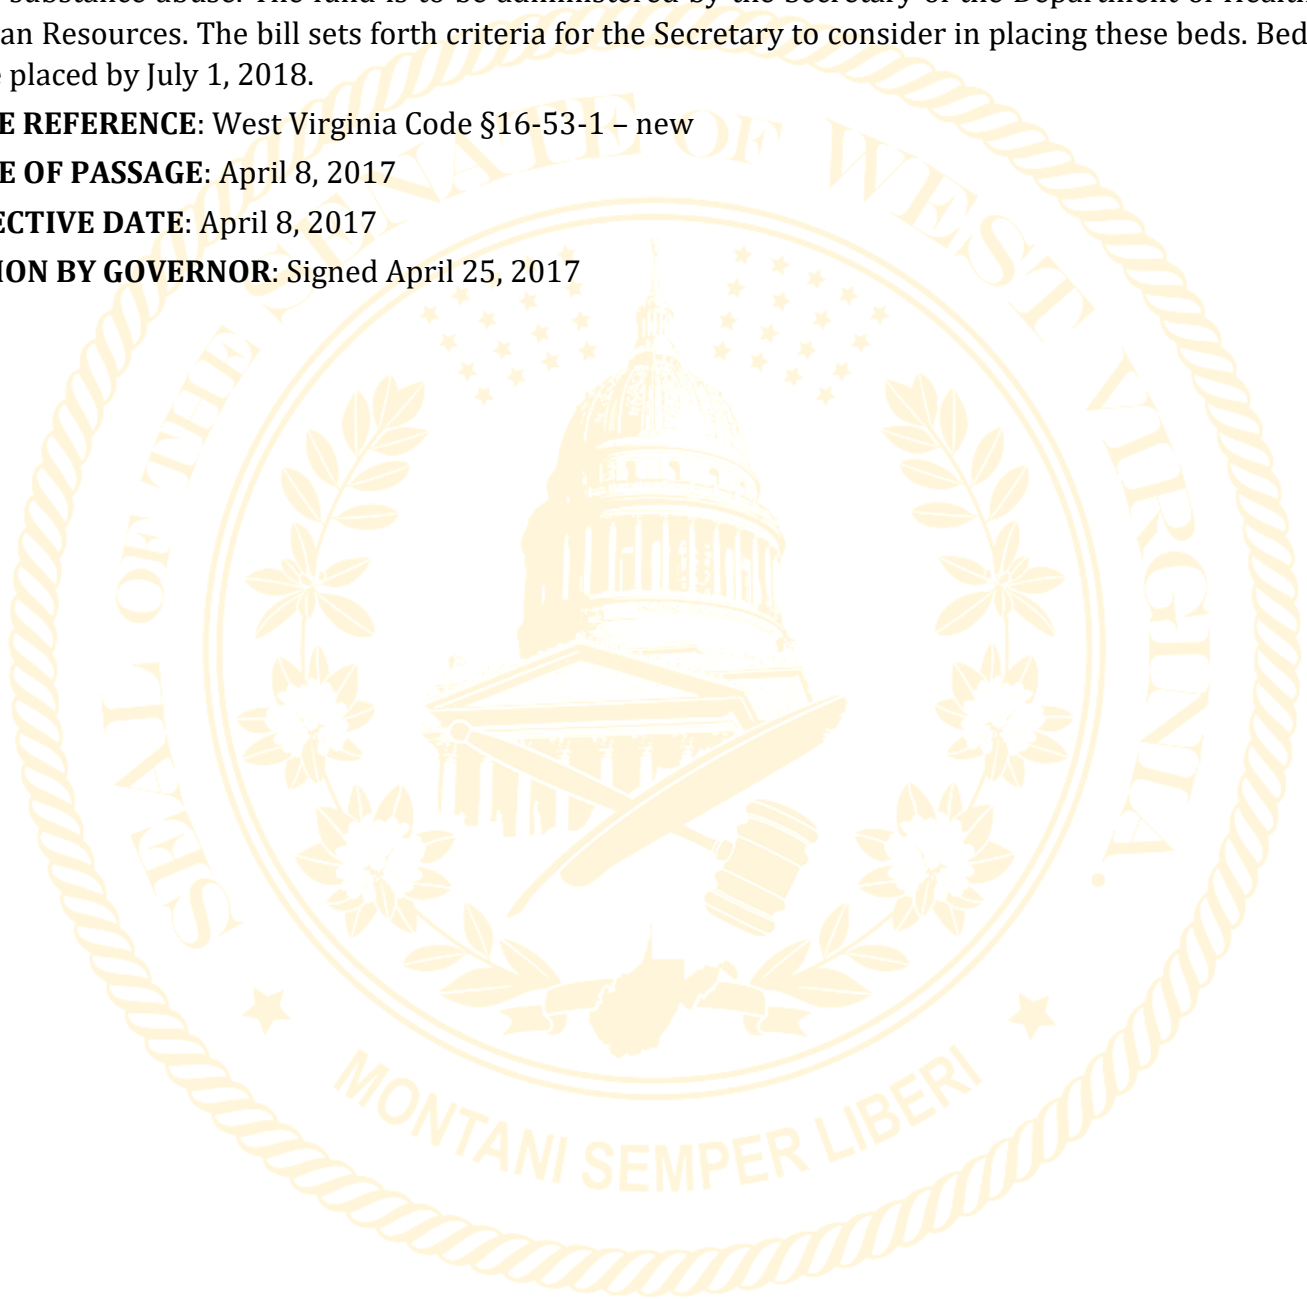 substance abuse. The fund is to be administered by the Secretary of the Department of Health
an Resources. The bill sets forth criteria for the Secretary to consider in placing these beds. Bed
placed by July 1, 2018.
E REFERENCE: West Virginia Code §16-53-1 – new
E OF PASSAGE: April 8, 2017
ECTIVE DATE: April 8, 2017
ION BY GOVERNOR: Signed April 25, 2017
SEAL OF THE SENATE OF WEST VIRGINIA
MONTANI SEMPER LIBERI